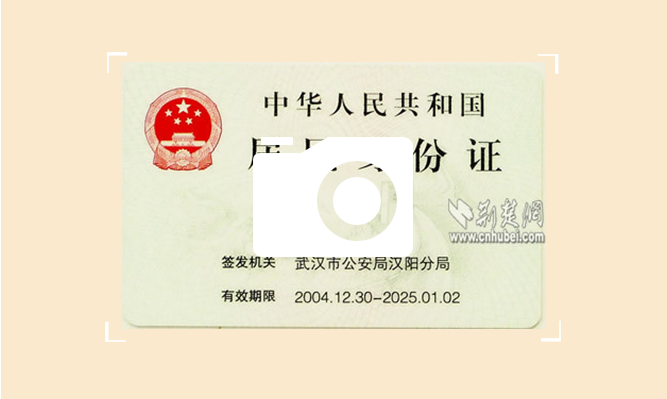 中华人民共和国
居民身份证
荆楚网
www.cnhubei.com
签发机关 武汉市公安局汉阳分局
有效期限 2004.12.30-2025.01.02